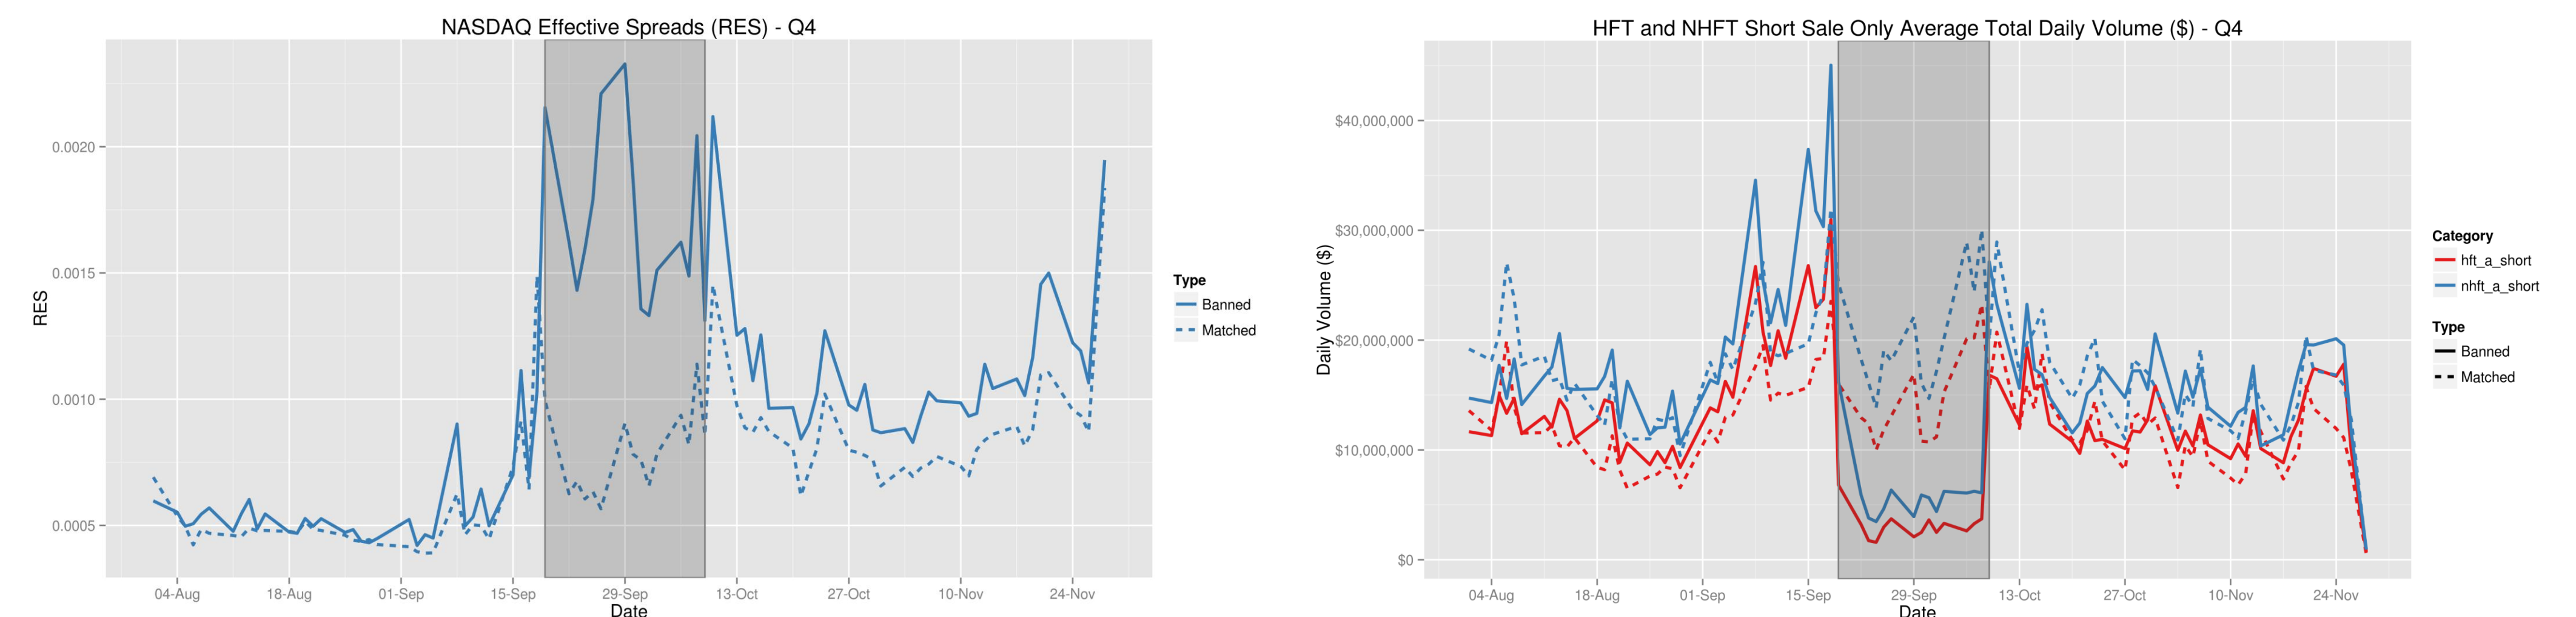 NASDAQ Effective Spreads (RES) - Q4
RES
0.0020
0.0015
0.0010
0.0005
04-Aug 18-Aug 01-Sep 15-Sep 29-Sep 13-Oct 27-Oct 10-Nov 24-Nov
Date
Type
Banned
Matched
HFT and NHFT Short Sale Only Average Total Daily Volume ($) - Q4
Daily Volume ($)
$40,000,000
$30,000,000
$20,000,000
$10,000,000
$0
04-Aug 18-Aug 01-Sep 15-Sep 29-Sep 13-Oct 27-Oct 10-Nov 24-Nov
Date
Category
hft_a_short
nhft_a_short
Type
Banned
Matched